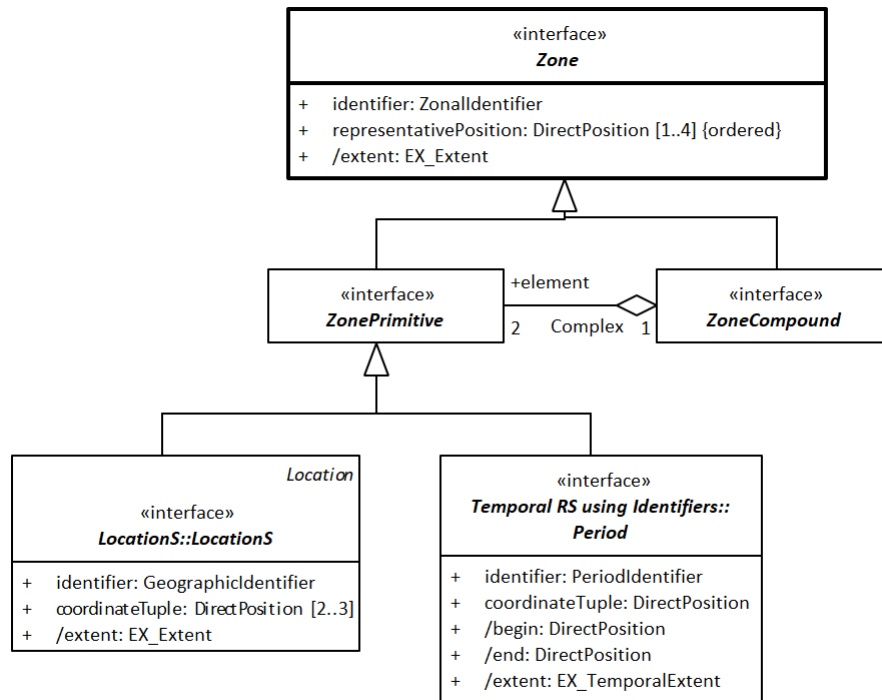 «interface»
Zone
+ identifier: ZonalIdentifier
+ representativePosition: DirectPosition [1..4] {ordered}
+ /extent: EX_Extent
«interface»
ZonePrimitive
+element
2 Complex 1
«interface»
ZoneCompound
Location
«interface»
LocationS::LocationS
+ identifier: GeographicIdentifier
+ coordinateTuple: DirectPosition [2..3]
+ /extent: EX_Extent
«interface»
Temporal RS using Identifiers::
Period
+ identifier: PeriodIdentifier
+ coordinateTuple: DirectPosition
+ /begin: DirectPosition
+ /end: DirectPosition
+ /extent: EX_TemporalExtent